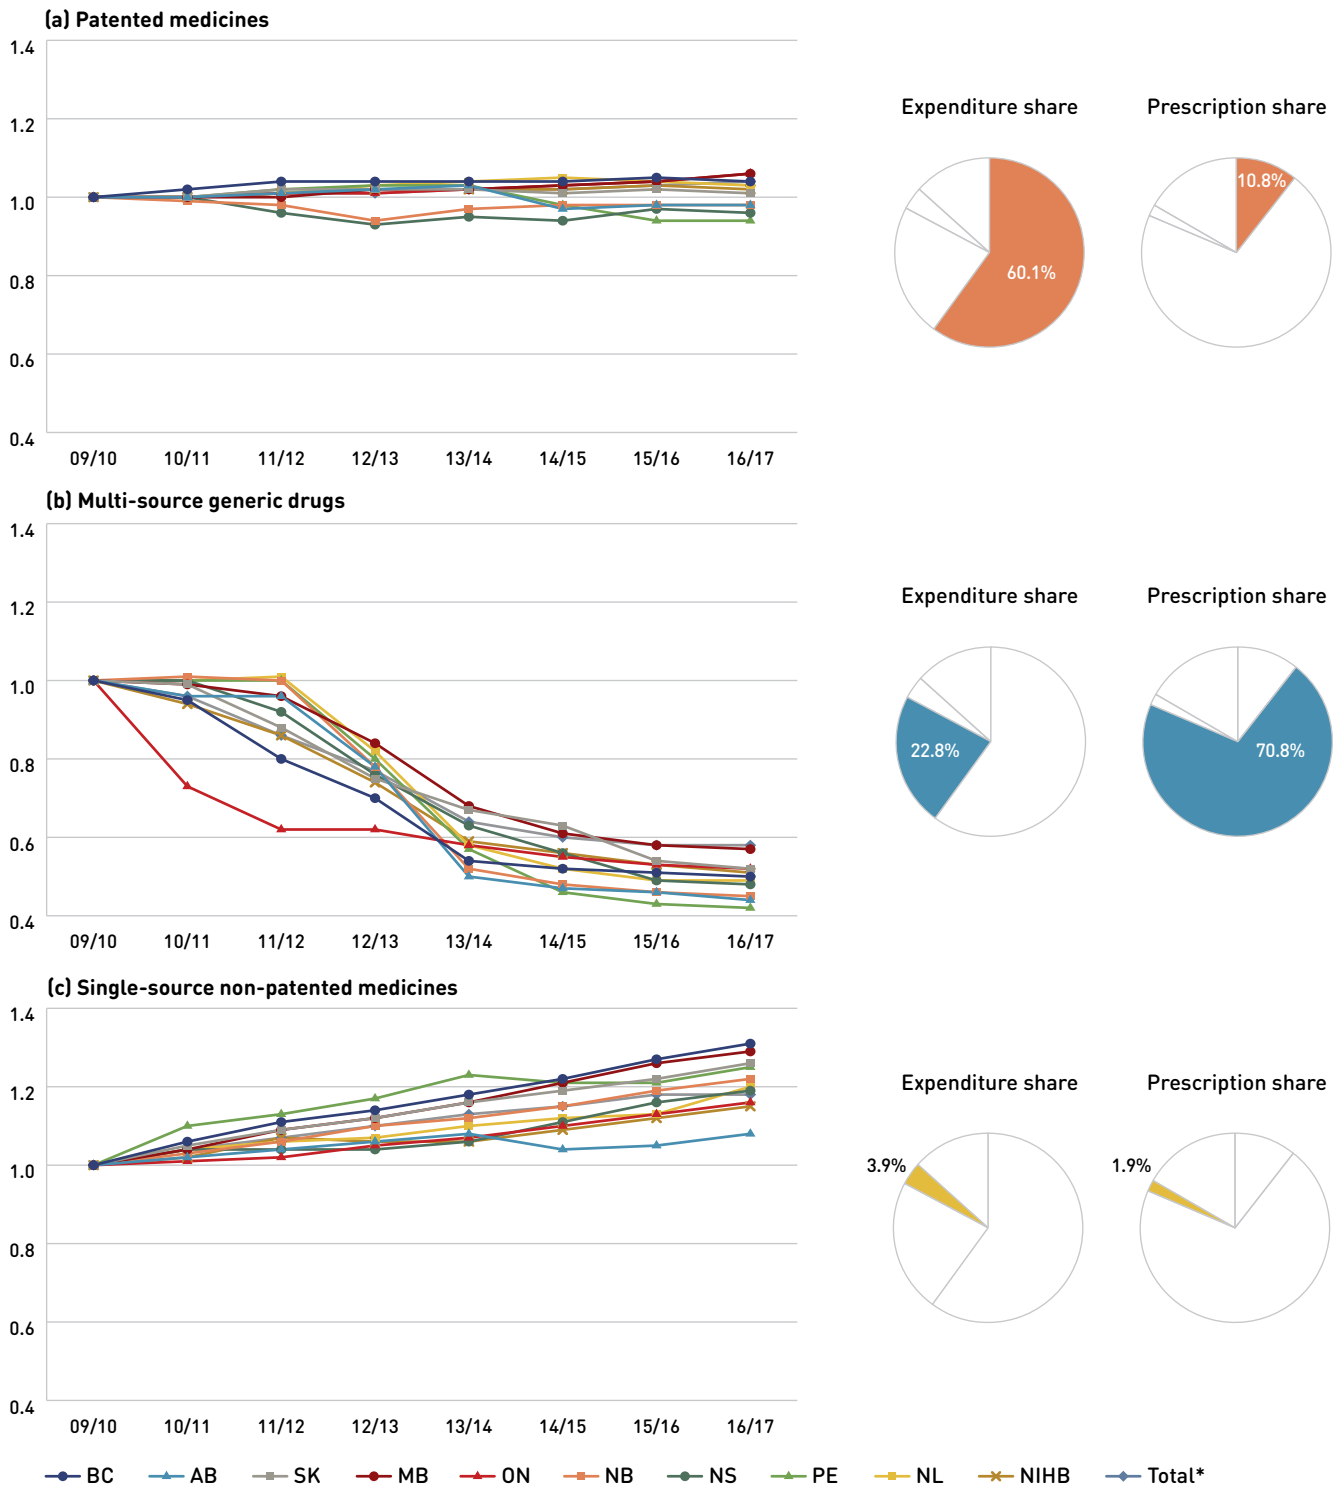 (a) Patented medicines
1.4
1.2
1.0
0.8
0.6
0.4
09/10 10/11 11/12 12/13 13/14 14/15 15/16 16/17
Expenditure share
60.1%
Prescription share
10.8%
(b) Multi-source generic drugs
1.4
1.2
1.0
0.8
0.6
0.4
09/10 10/11 11/12 12/13 13/14 14/15 15/16 16/17
Expenditure share
22.8%
Prescription share
70.8%
(c) Single-source non-patented medicines
1.4
1.2
1.0
0.8
0.6
0.4
09/10 10/11 11/12 12/13 13/14 14/15 15/16 16/17
Expenditure share
3.9%
Prescription share
1.9%
BC AB SK MB ON NB NS PE NL NIHB Total*